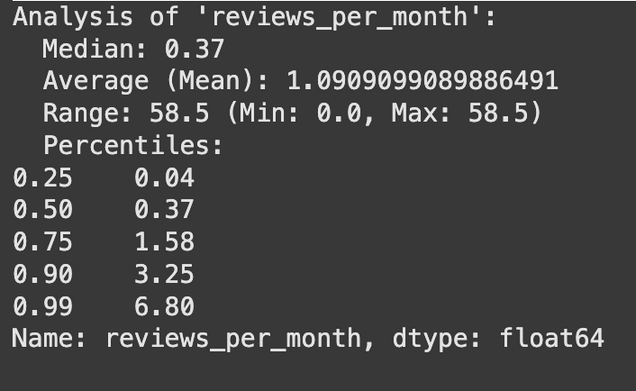 Analysis of 'reviews_per_month':
  Median: 0.37
  Average (Mean): 1.0909099089886491
  Range: 58.5 (Min: 0.0, Max: 58.5)
  Percentiles:
0.25    0.04
0.50    0.37
0.75    1.58
0.90    3.25
0.99    6.80
Name: reviews_per_month, dtype: float64